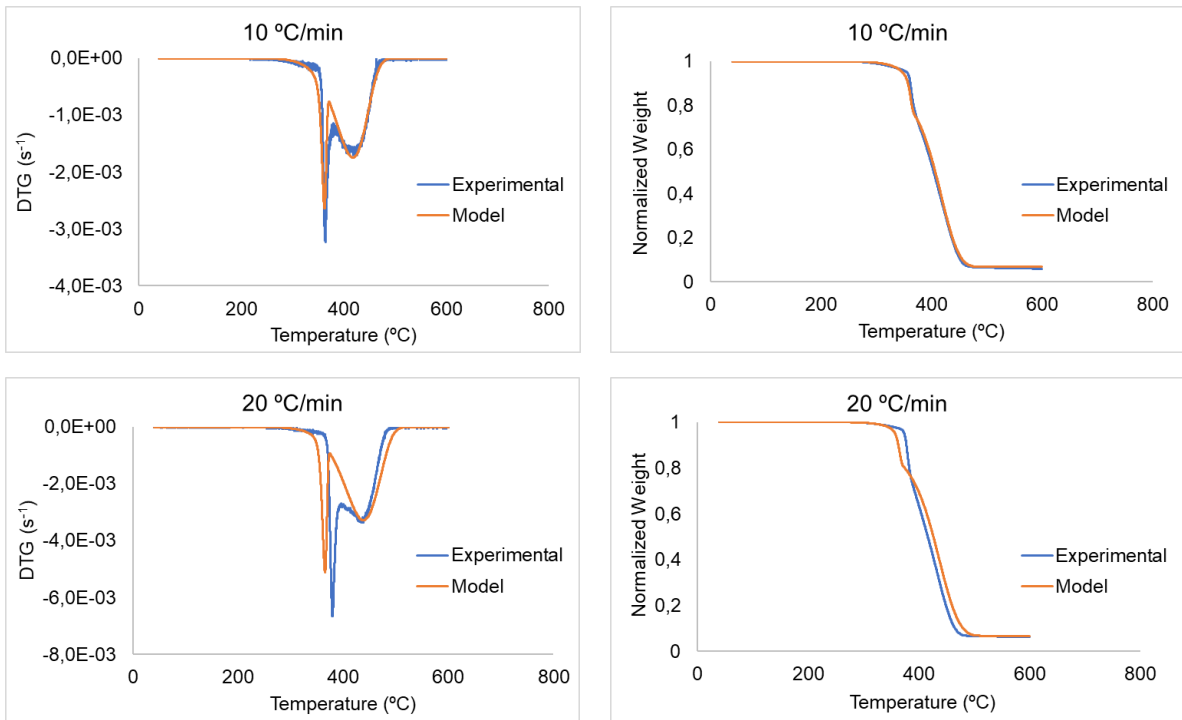 10 ºC/min
0,0E+00
-1,0E-03
-2,0E-03
-3,0E-03
-4,0E-03
DTG (s⁻¹)
Experimental
Model
0 200 400 600 800
Temperature (ºC)
10 ºC/min
1
0,8
0,6
0,4
0,2
0
Normalized Weight
Experimental
Model
0 200 400 600 800
Temperature (ºC)
20 ºC/min
0,0E+00
-2,0E-03
-4,0E-03
-6,0E-03
-8,0E-03
DTG (s⁻¹)
Experimental
Model
0 200 400 600 800
Temperature (ºC)
20 ºC/min
1
0,8
0,6
0,4
0,2
0
Normalized Weight
Experimental
Model
0 200 400 600 800
Temperature (ºC)